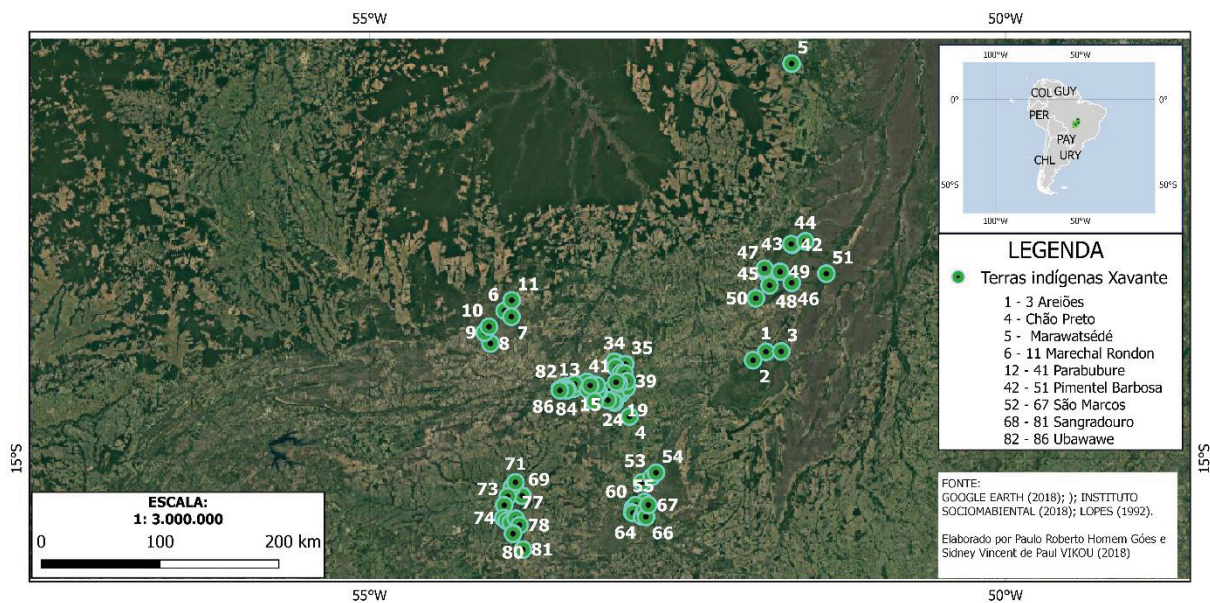 55°W
50°W
5
44
43
42
47
51
45
49
50
48
46
11
6
10
7
9
8
1
3
2
34
35
82
13
41
39
86
84
15
19
24
4
71
69
73
77
74
78
80
81
54
53
55
60
67
64
66
15°S
15°S
100°W
50°W
COL
GUY
0°
0°
PER
PAY
CHL
URY
50°S
50°S
100°W
50°W
LEGENDA
Terras indígenas Xavante
1 - 3 Areiões
4 - Chão Preto
5 - Marawatsédé
6 - 11 Marechal Rondon
12 - 41 Parabubure
42 - 51 Pimentel Barbosa
52 - 67 São Marcos
68 - 81 Sangradouro
82 - 86 Ubawawe
ESCALA:
1: 3.000.000
0
100
200 km
FONTE:
GOOGLE EARTH (2018); ); INSTITUTO
SOCIOMABIENTAL (2018); LOPES (1992).
Elaborado por Paulo Roberto Homem Góes e
Sidney Vincent de Paul VIKOU (2018)
55°W
50°W